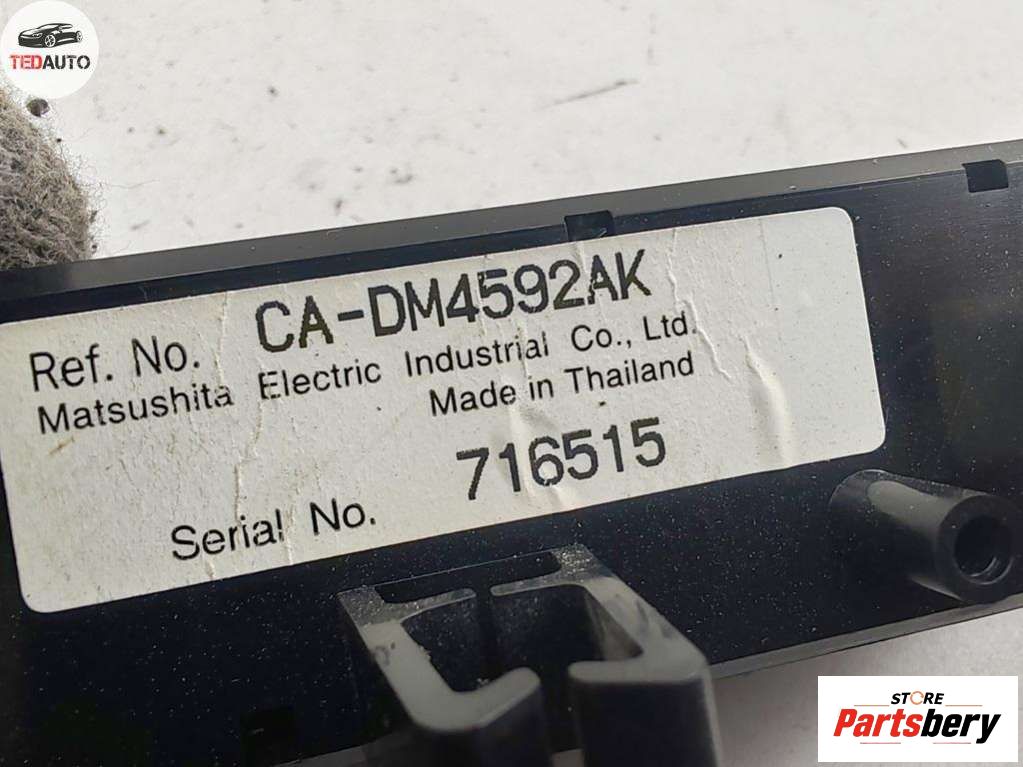 TEDAUTO
Ref. No. CA-DM4592AK
Matsushita Electric Industrial Co., Ltd.
Made in Thailand
Serial No. 716515
STORE
Partsbery